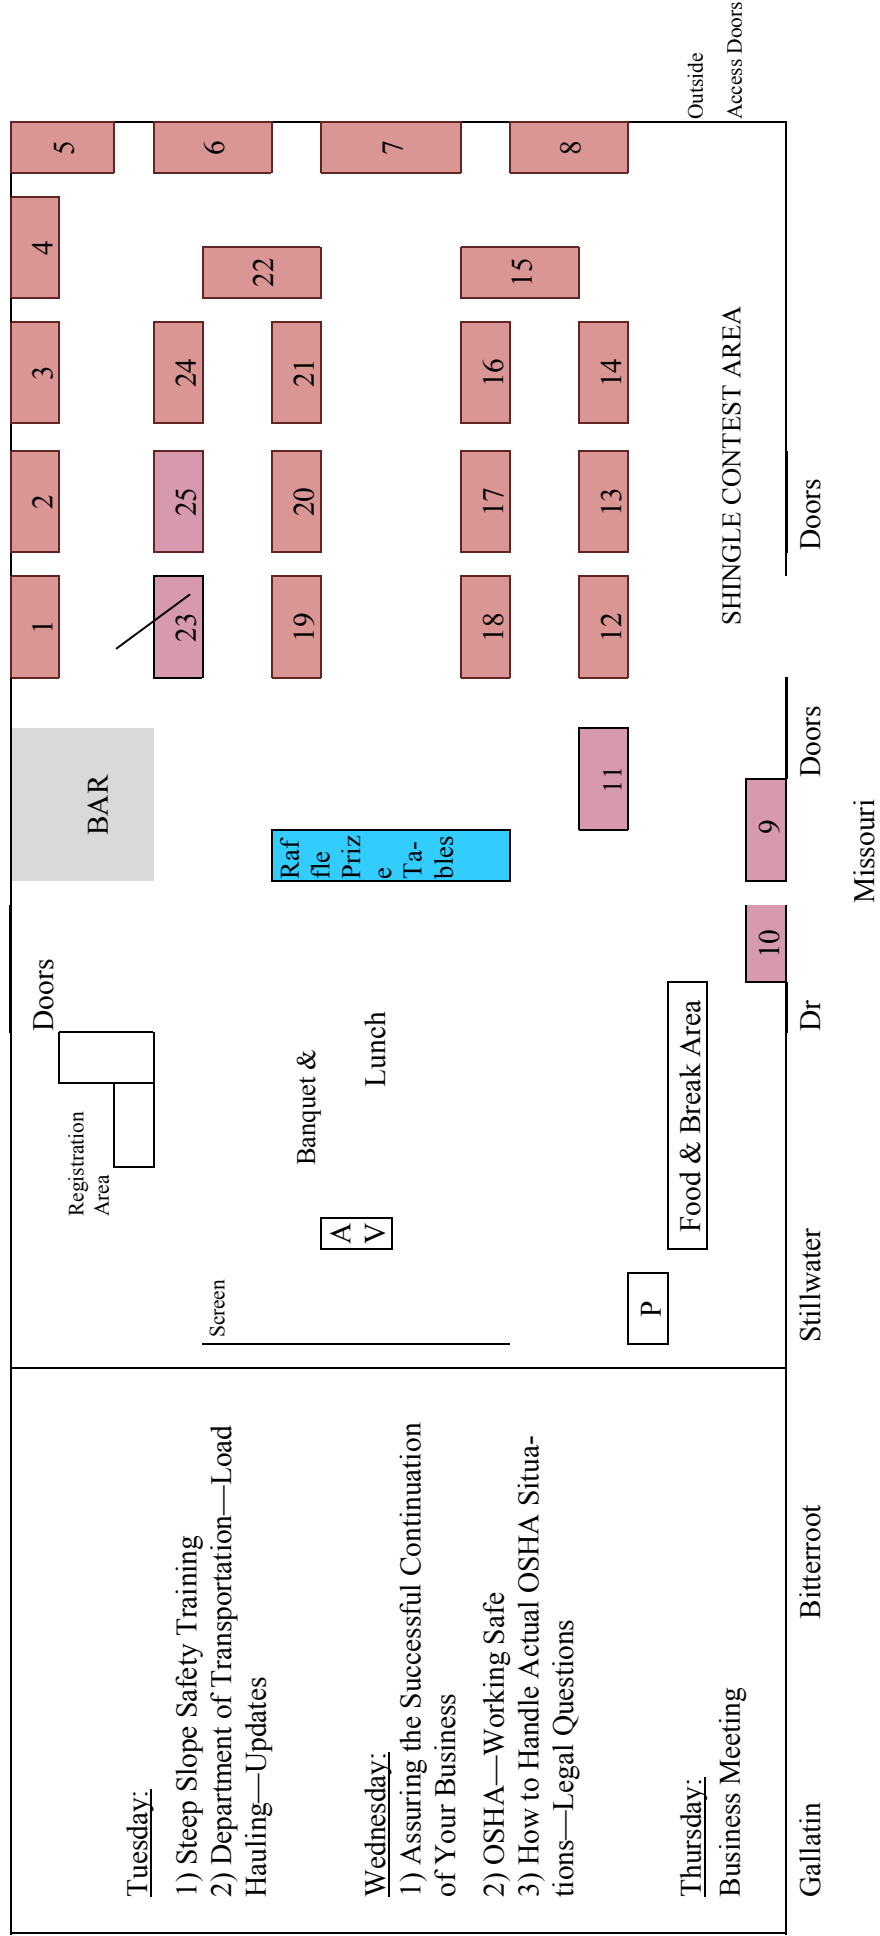 Tuesday:
1) Steep Slope Safety Training
2) Department of Transportation—Load
Hauling—Updates
Wednesday:
1) Assuring the Successful Continuation
of Your Business
2) OSHA—Working Safe
3) How to Handle Actual OSHA Situa-
tions—Legal Questions
Thursday:
Business Meeting
Registration
Area
Doors
Screen
A
V
Banquet &
Lunch
P
Food & Break Area
BAR
Raf
fle
Priz
e
Ta-
bles
1
2
3
4
5
23
25
24
22
6
19
20
21
7
18
17
16
15
8
11
12
13
14
10
9
SHINGLE CONTEST AREA
Outside
Access Doors
Gallatin
Bitterroot
Stillwater
Dr
Doors
Doors
Missouri